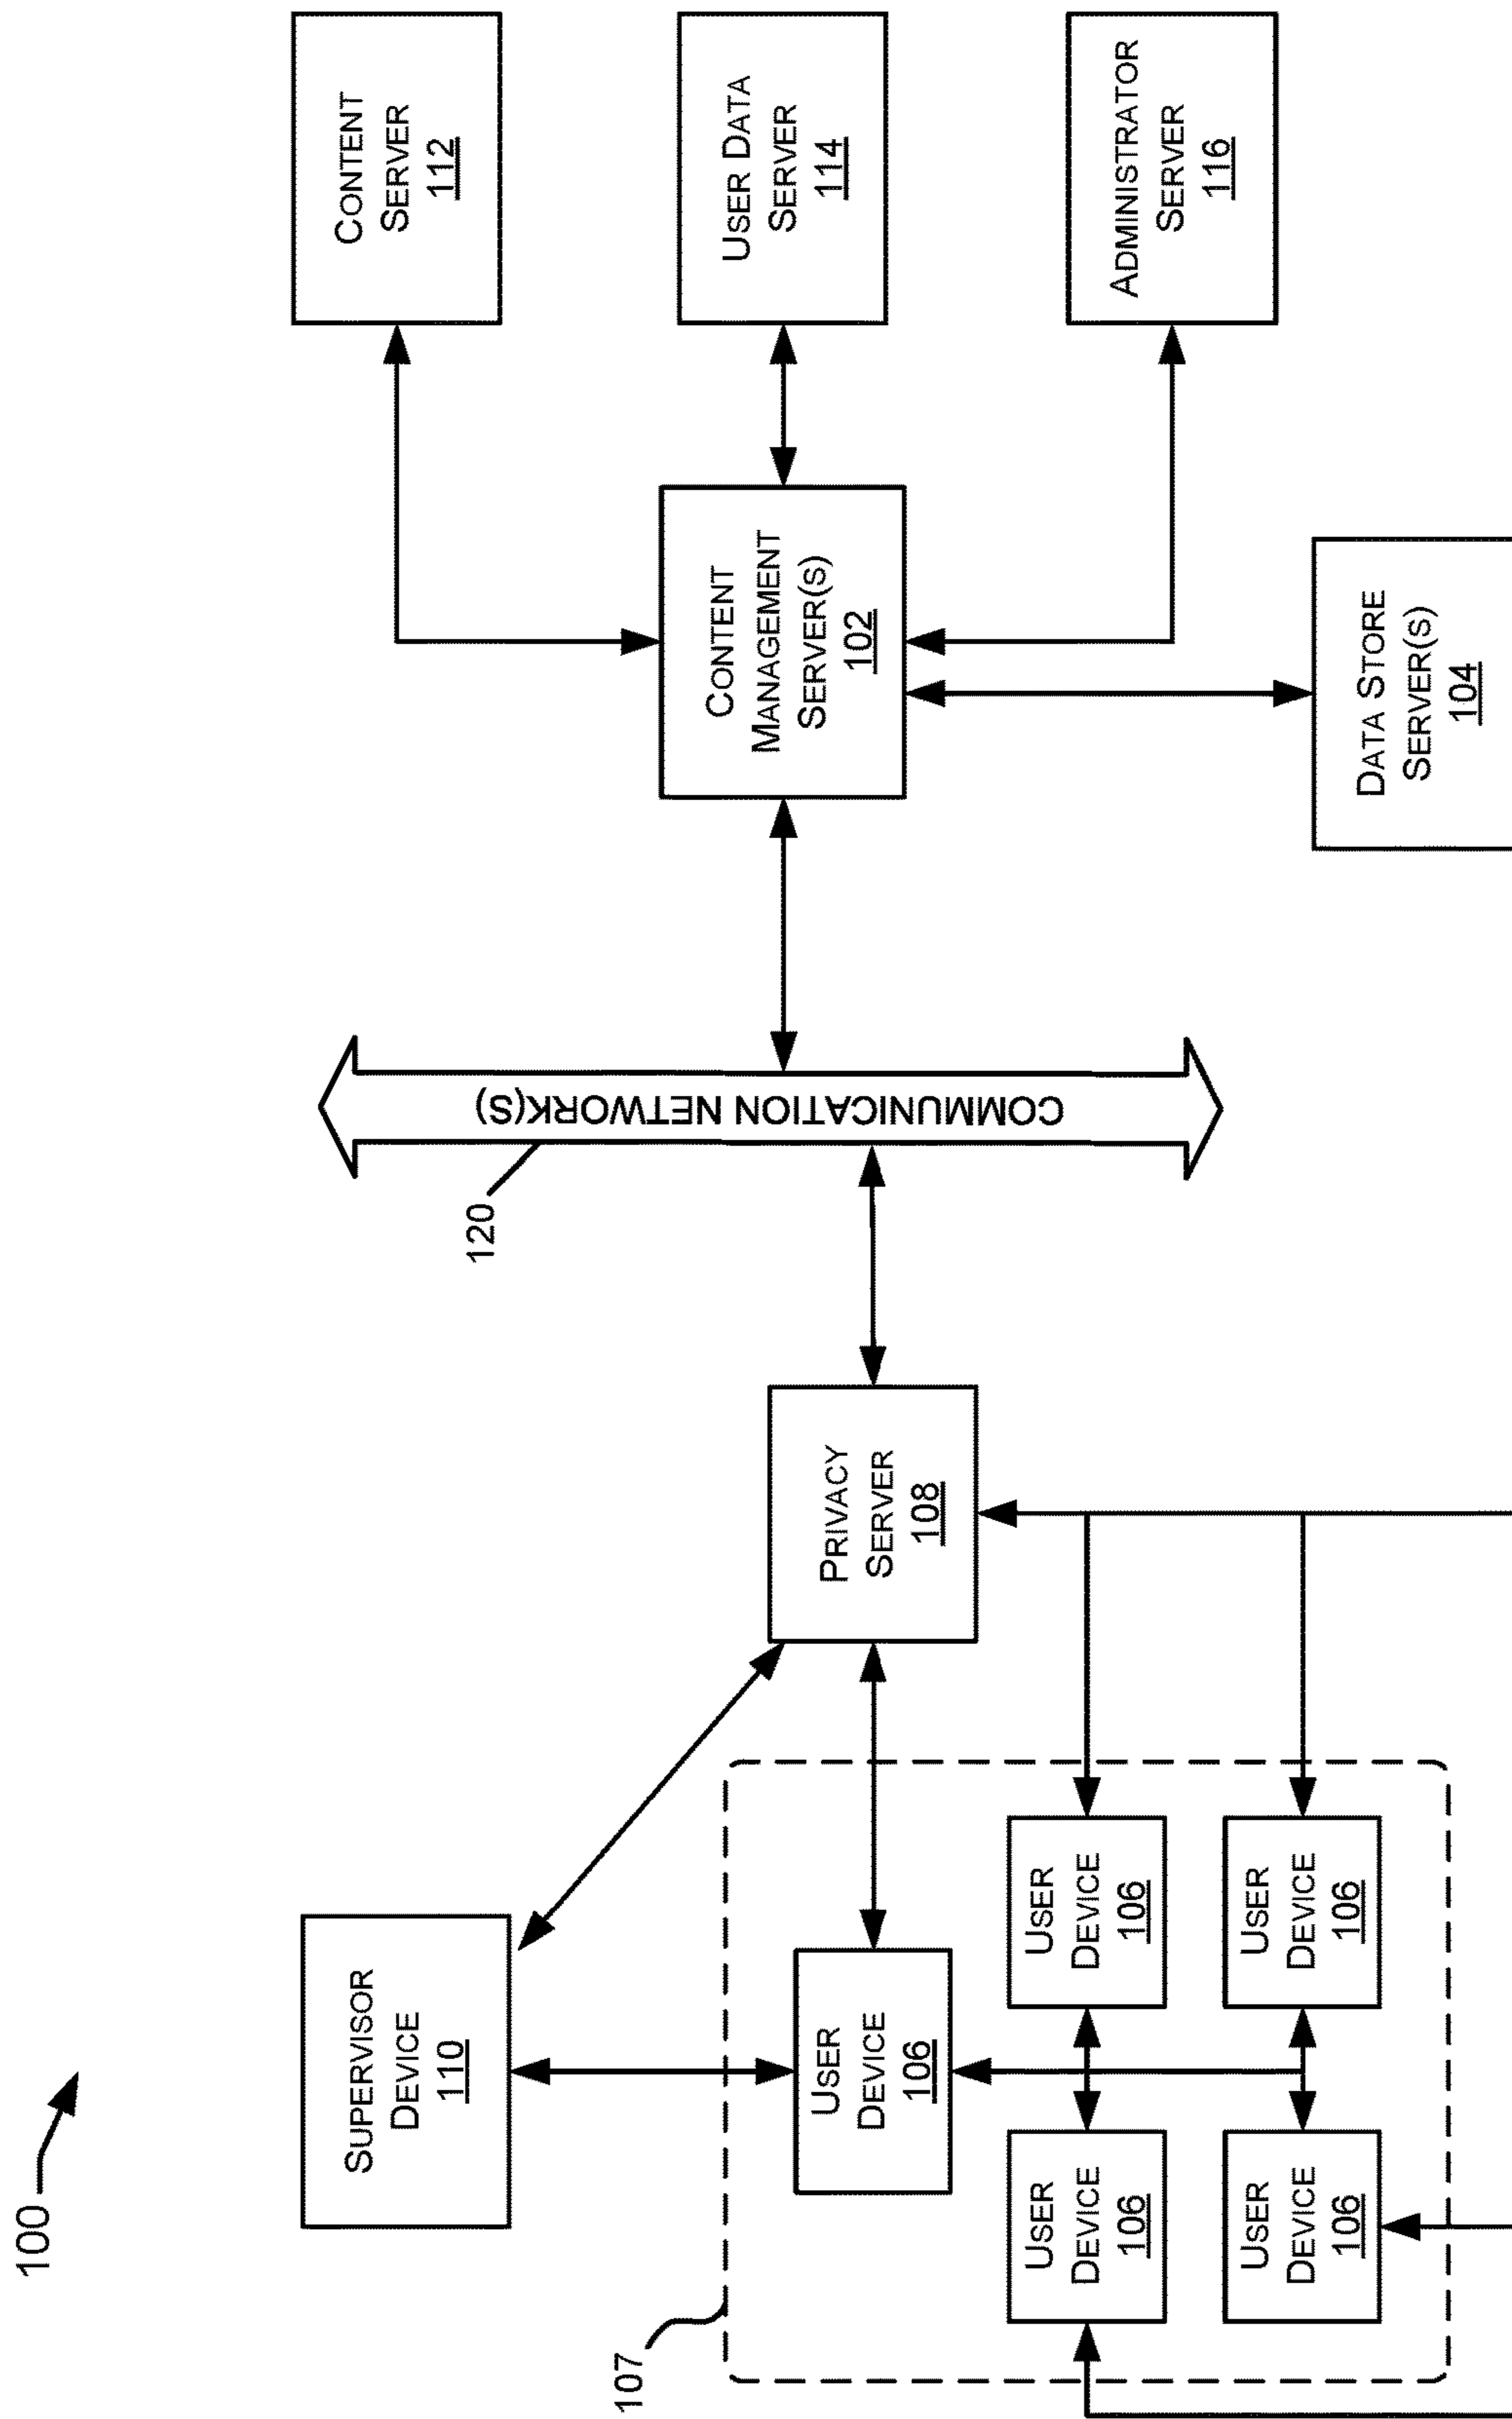 100
SUPERVISOR
DEVICE
110
107
USER
DEVICE
106
USER
DEVICE
106
USER
DEVICE
106
USER
DEVICE
106
USER
DEVICE
106
PRIVACY
SERVER
108
120
COMMUNICATION NETWORK(S)
CONTENT
MANAGEMENT
SERVER(S)
102
DATA STORE
SERVER(S)
104
CONTENT
SERVER
112
USER DATA
SERVER
114
ADMINISTRATOR
SERVER
116